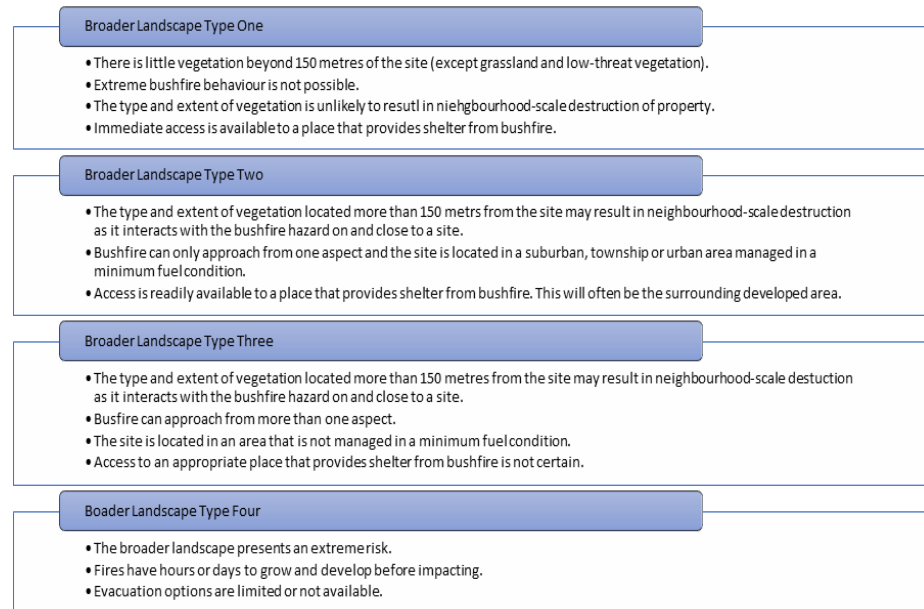 Broader Landscape Type One
• There is little vegetation beyond 150 metres of the site (except grassland and low-threat vegetation).
• Extreme bushfire behaviour is not possible.
• The type and extent of vegetation is unlikely to resutl in niehgbourhood-scale destruction of property.
• Immediate access is available to a place that provides shelter from bushfire.
Broader Landscape Type Two
• The type and extent of vegetation located more than 150 metrs from the site may result in neighbourhood-scale destruction
as it interacts with the bushfire hazard on and close to a site.
• Bushfire can only approach from one aspect and the site is located in a suburban, township or urban area managed in a
minimum fuel condition.
• Access is readily available to a place that provides shelter from bushfire. This will often be the surrounding developed area.
Broader Landscape Type Three
• The type and extent of vegetation located more than 150 metres from the site may result in neighbourhood-scale destuction
as it interacts with the bushfire hazard on and close to a site.
• Busfire can approach from more than one aspect.
• The site is located in an area that is not managed in a minimum fuel condition.
• Access to an appropriate place that provides shelter from bushfire is not certain.
Boader Landscape Type Four
• The broader landscape presents an extreme risk.
• Fires have hours or days to grow and develop before impacting.
• Evacuation options are limited or not available.